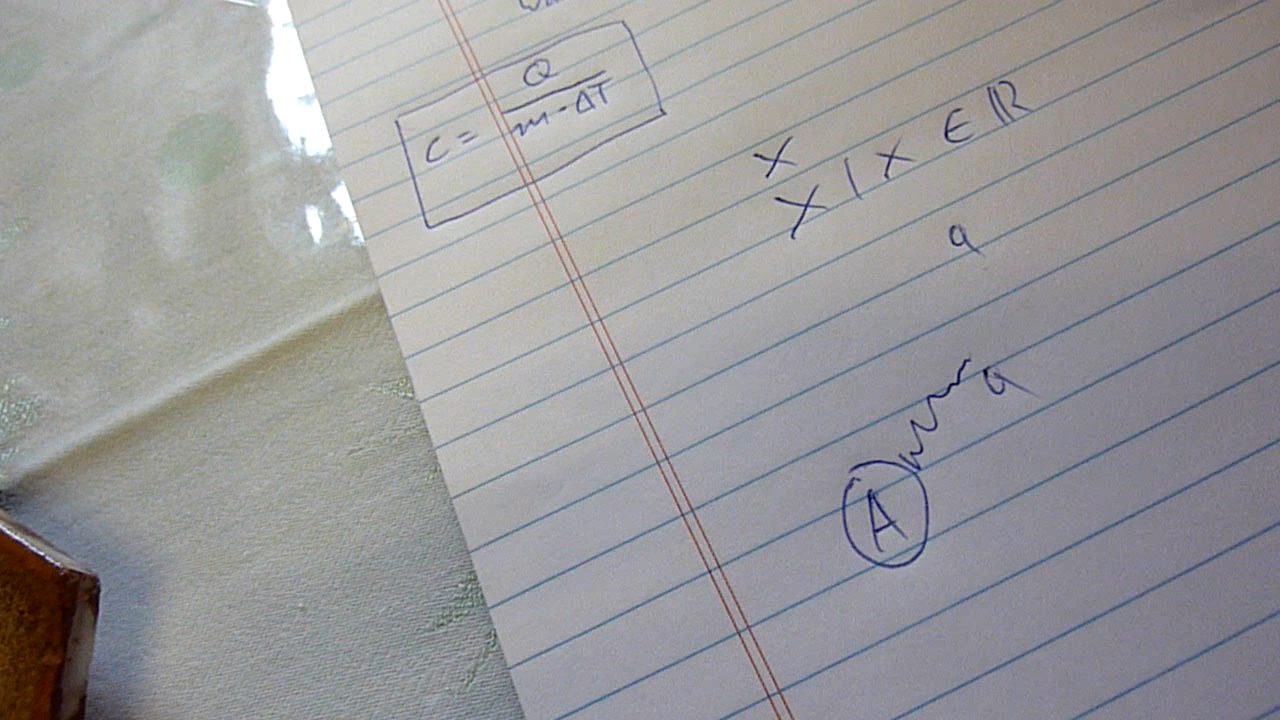 C = Q / m · ΔT
X
X | X ∈ ℝ
a
a
A